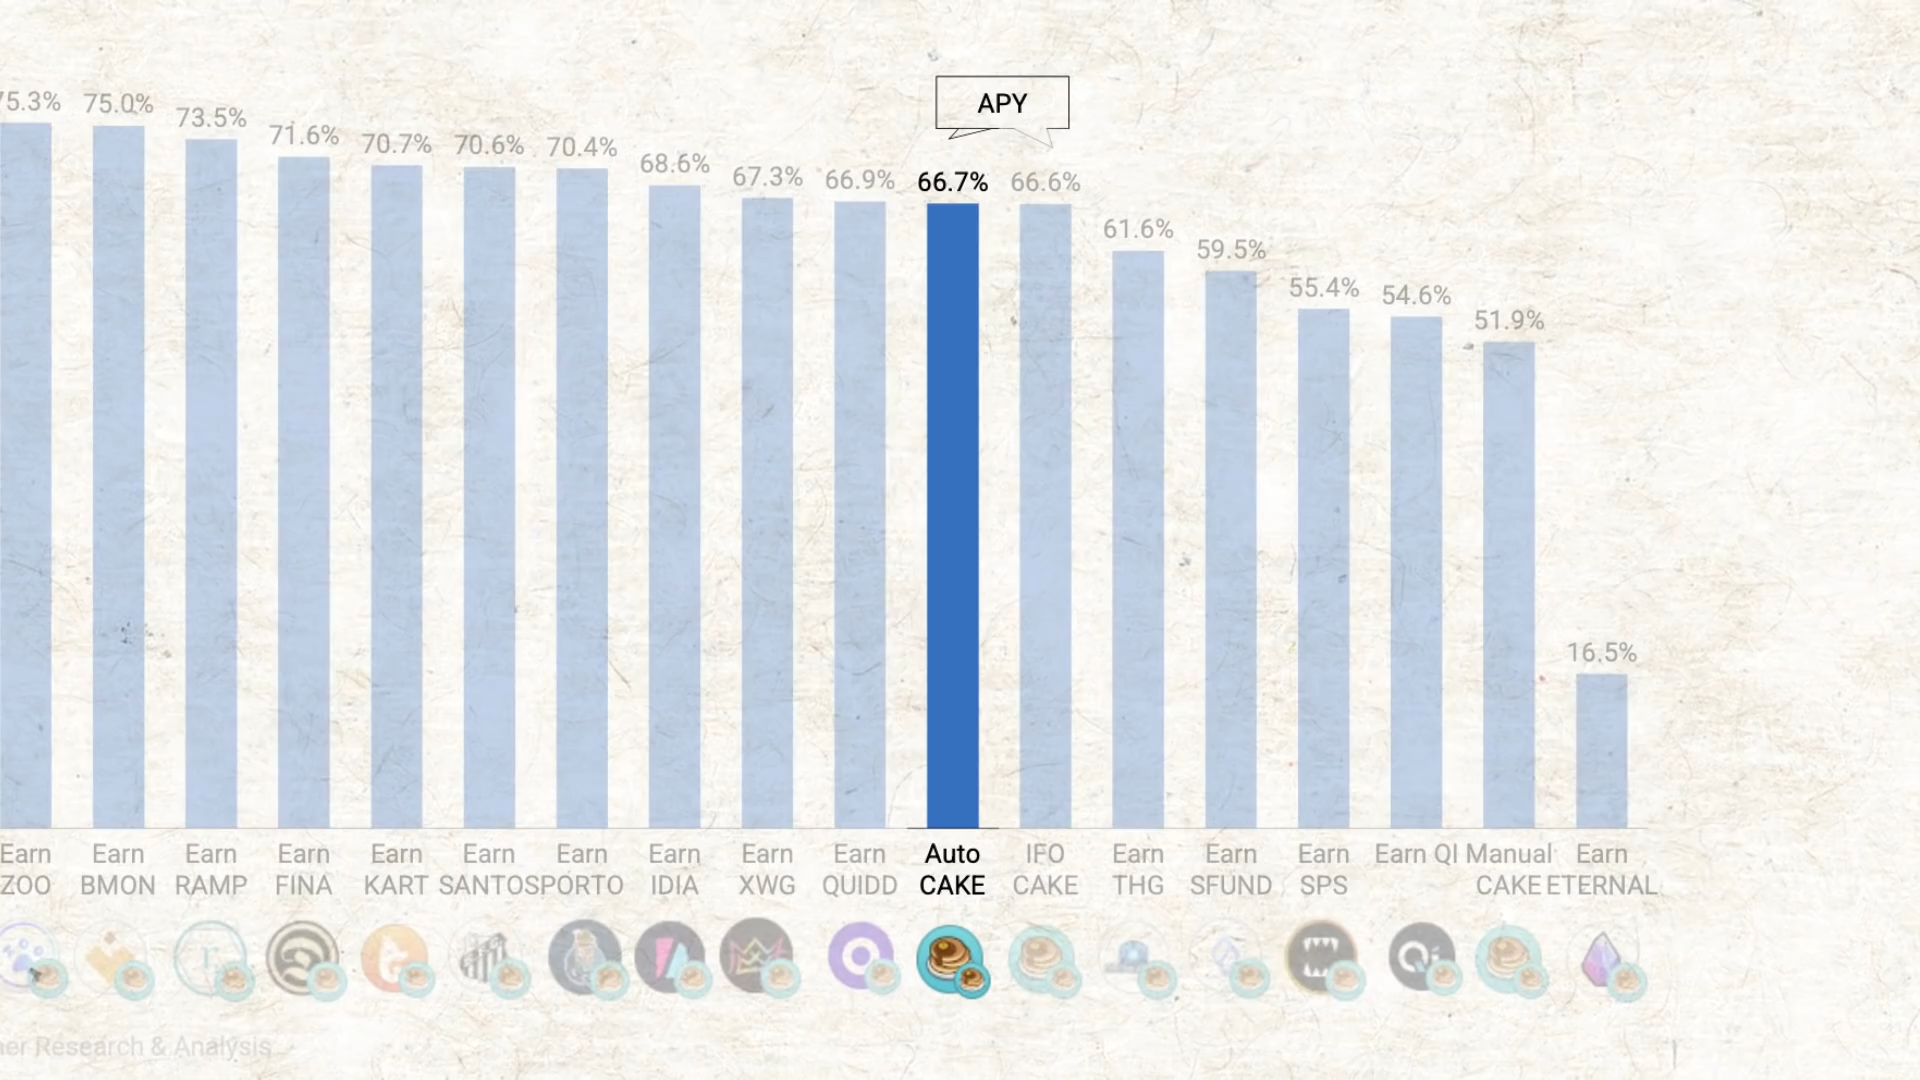 APY
75.3% 75.0% 73.5% 71.6% 70.7% 70.6% 70.4% 68.6% 67.3% 66.9% 66.7% 66.6% 61.6% 59.5% 55.4% 54.6% 51.9% 16.5%
Earn Earn Earn Earn Earn Earn Earn Earn Earn Earn Auto IFO Earn Earn Earn Earn QI Manual Earn
ZOO BMON RAMP FINA KART SANTOS PORTO IDIA XWG QUIDD CAKE CAKE THG SFUND SPS CAKE ETERNAL
Research & Analysis